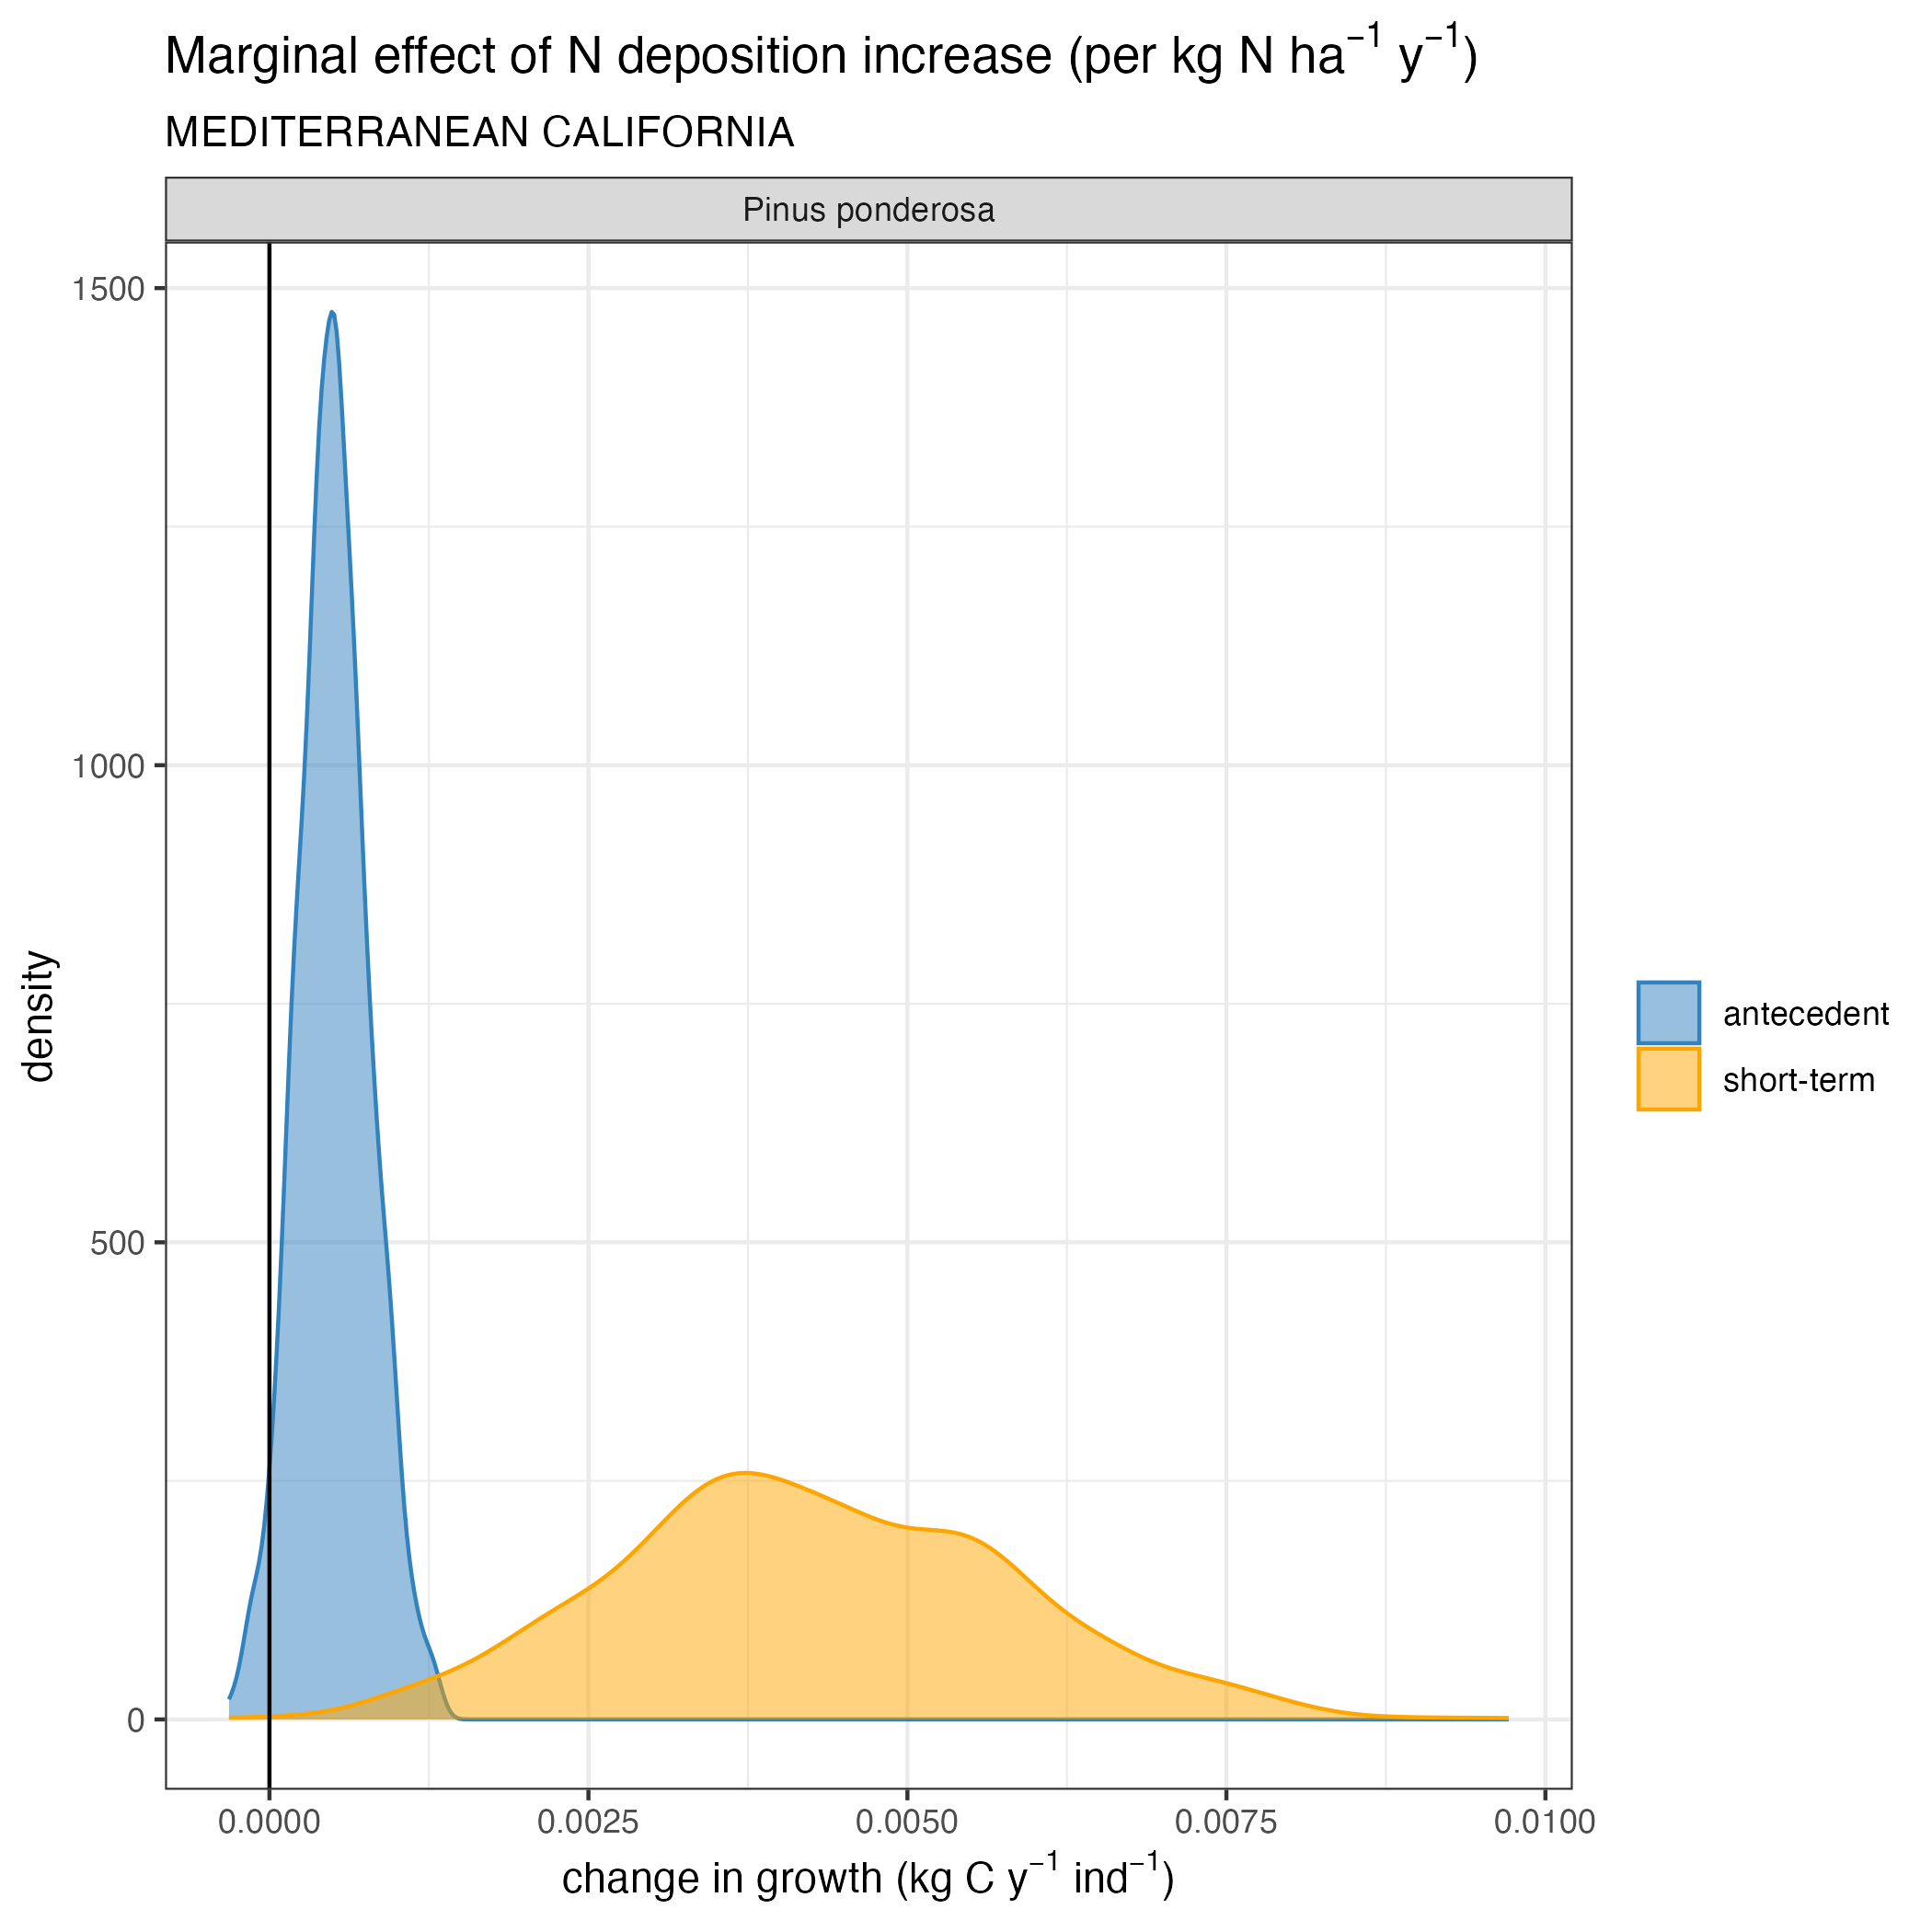 Marginal effect of N deposition increase (per kg N ha⁻¹ y⁻¹)
MEDITERRANEAN CALIFORNIA
Pinus ponderosa
1500
1000
500
0
density
antecedent
short-term
0.0000
0.0025
0.0050
0.0075
0.0100
change in growth (kg C y⁻¹ ind⁻¹)